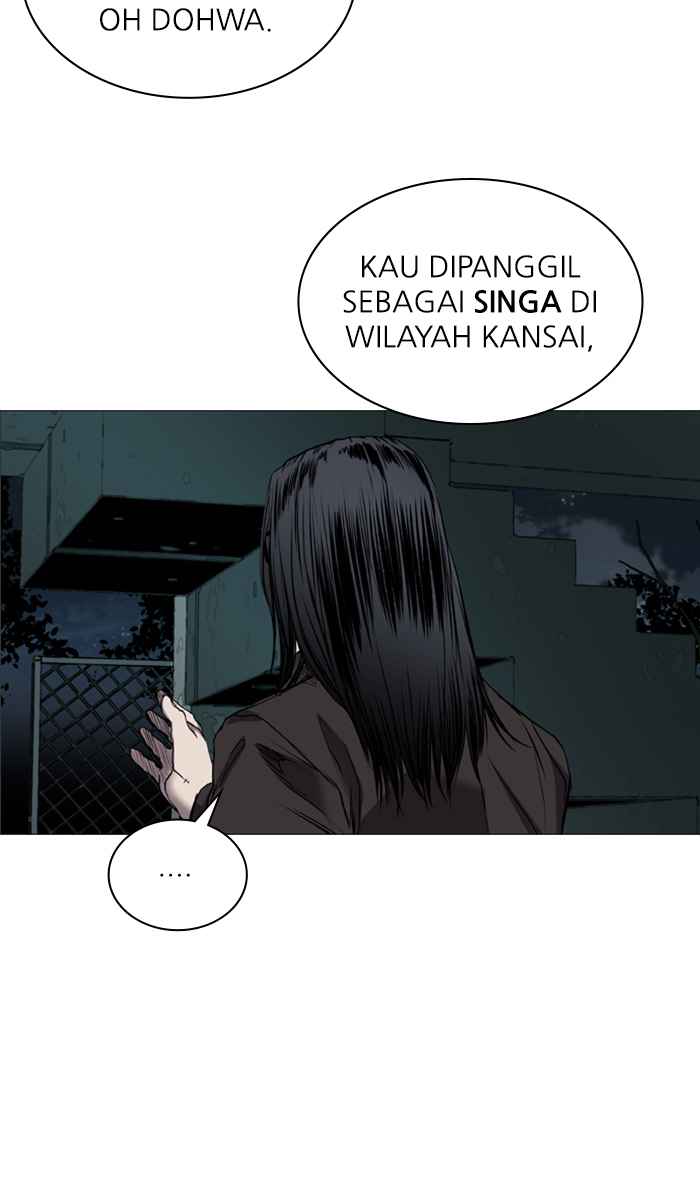 OH DOHWA.
KAU DIPANGGIL
SEBAGAI SINGA DI
WILAYAH KANSAI,
....